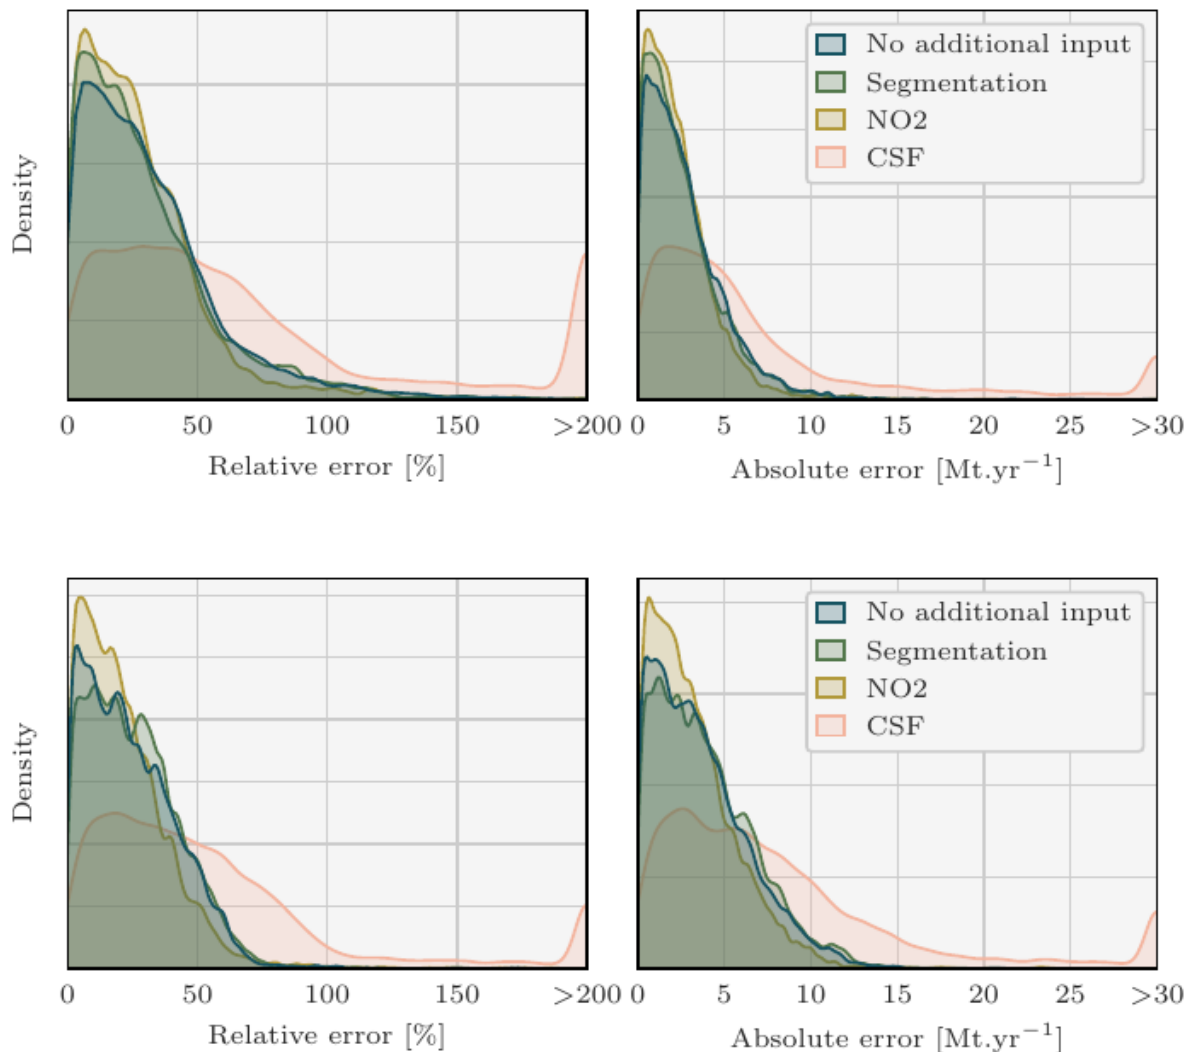 No additional input
Segmentation
NO2
CSF
Density
0 50 100 150 >200
0 5 10 15 20 25 >30
Relative error [%]
Absolute error [Mt.yr⁻¹]
No additional input
Segmentation
NO2
CSF
Density
0 50 100 150 >200
0 5 10 15 20 25 >30
Relative error [%]
Absolute error [Mt.yr⁻¹]